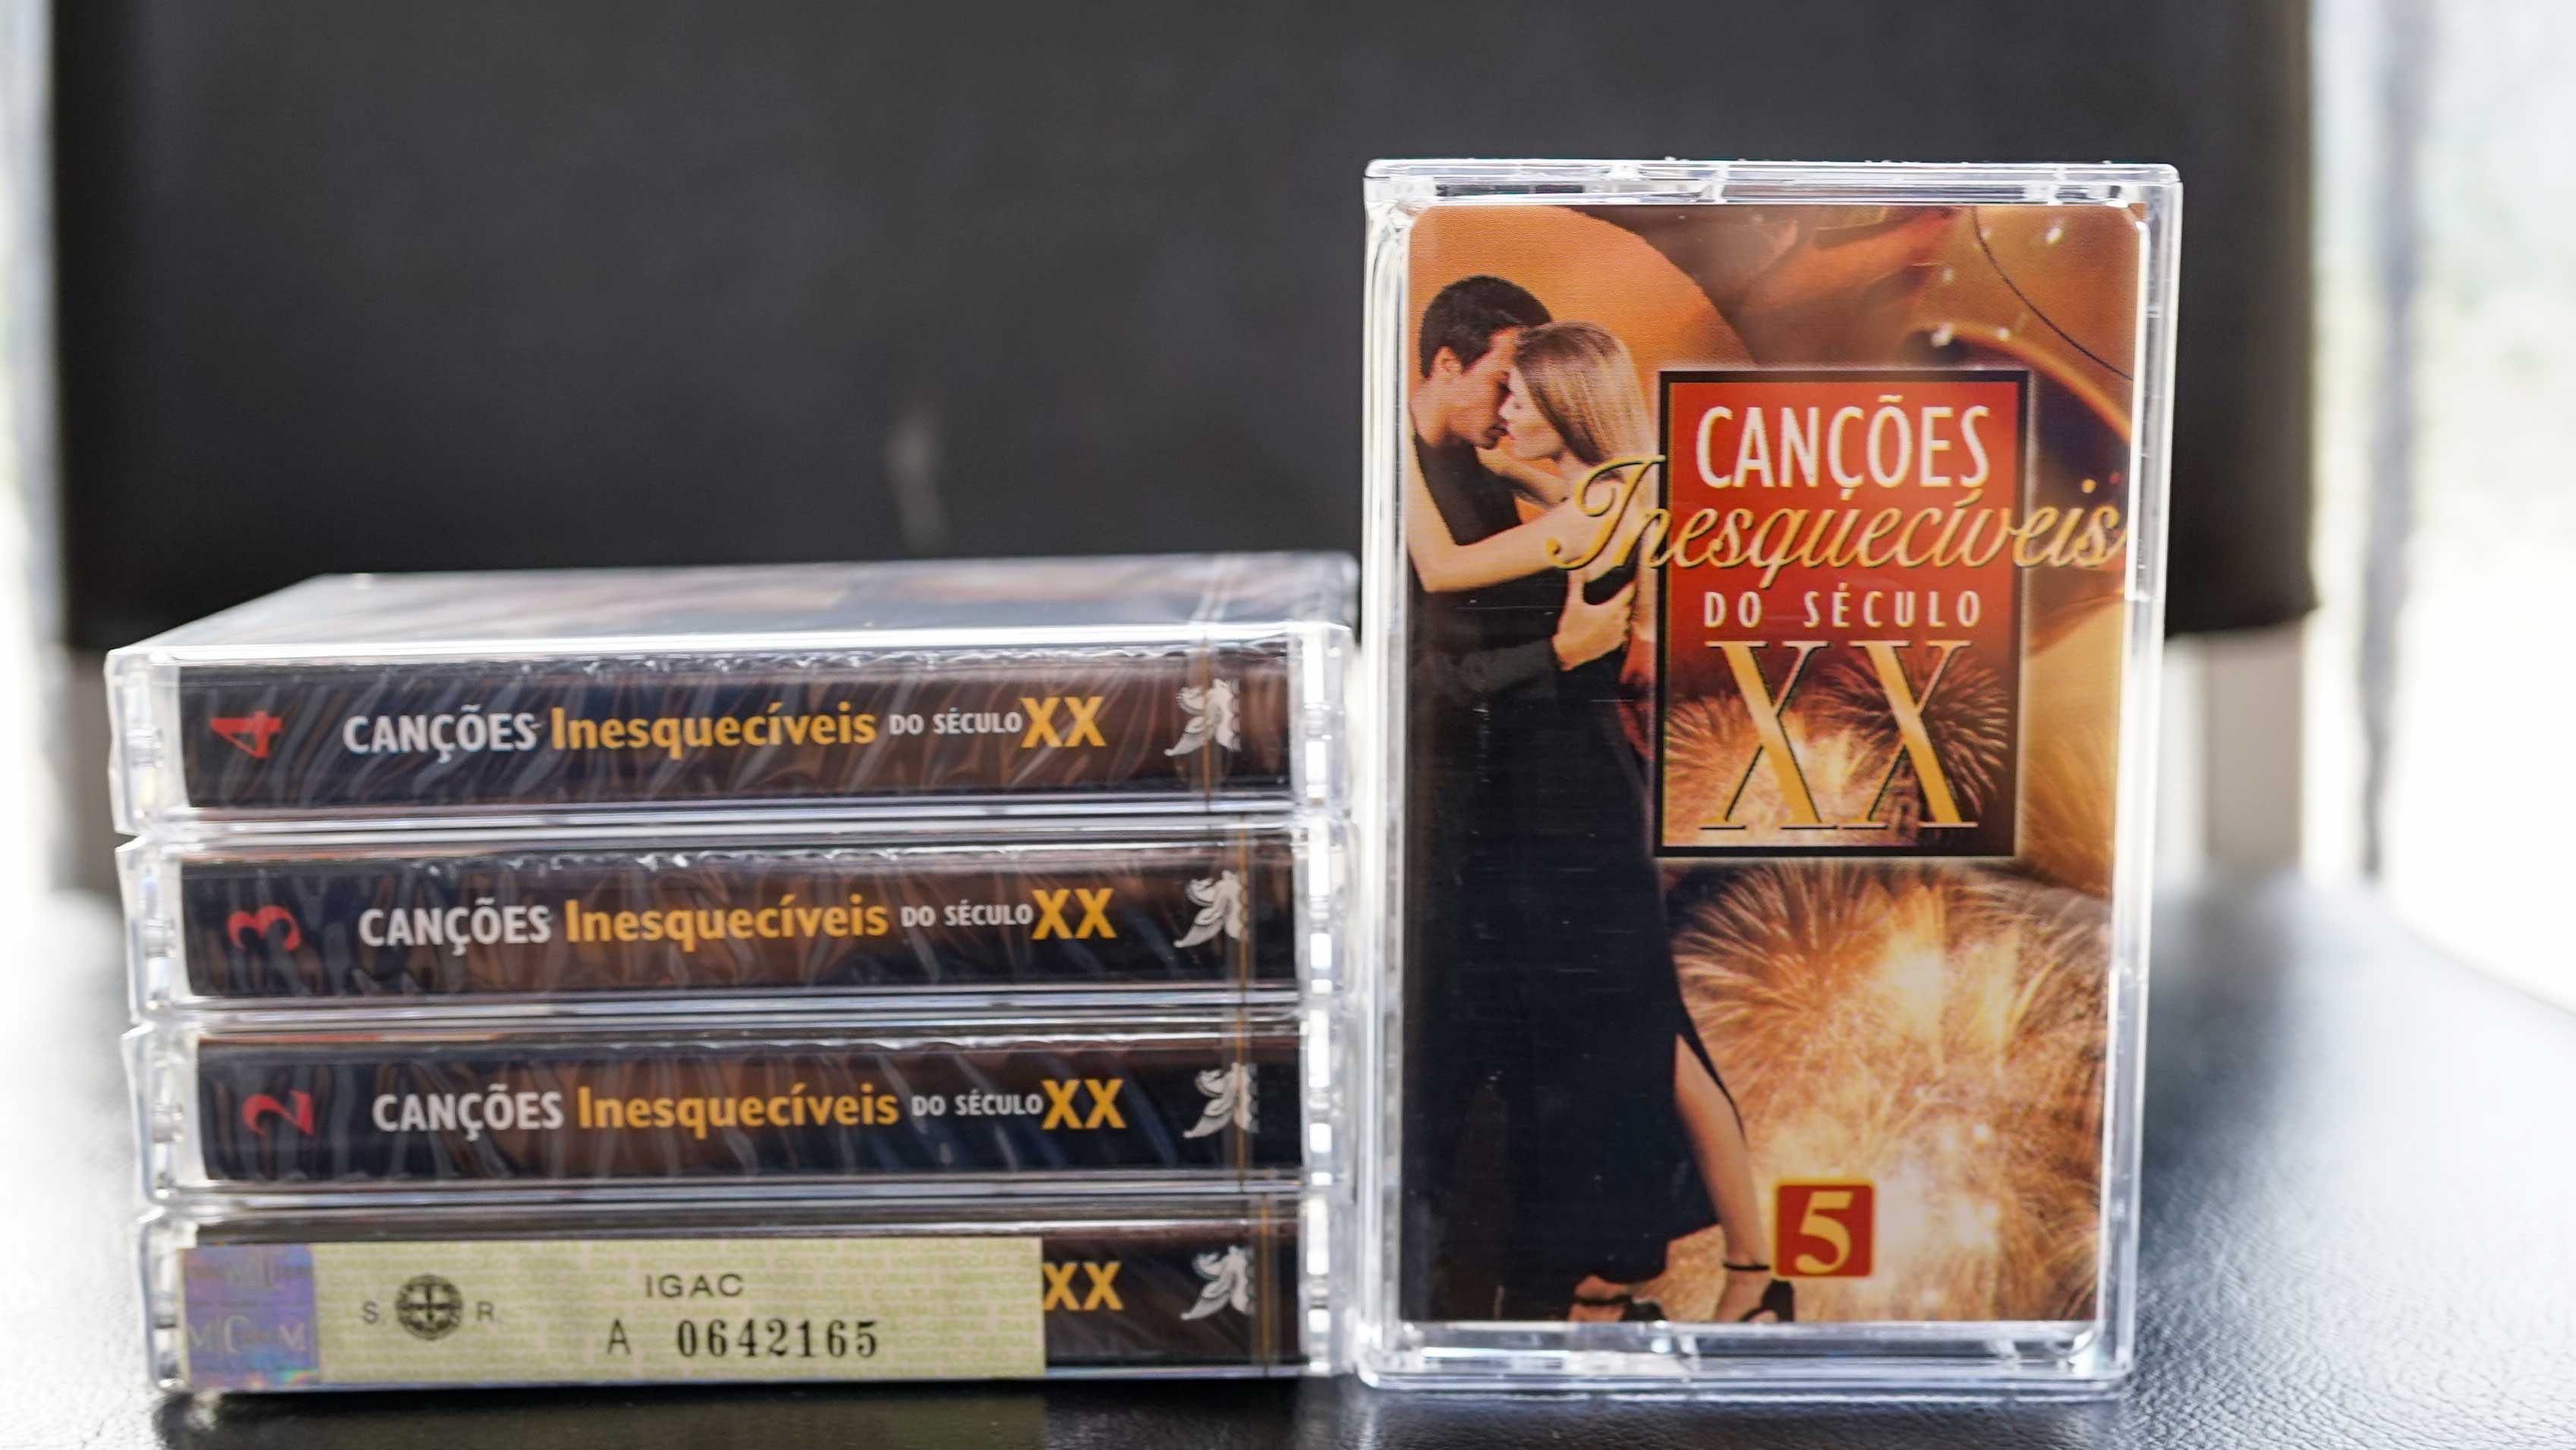 4 CANÇÕES Inesquecíveis DO SÉCULO XX
3 CANÇÕES Inesquecíveis DO SÉCULO XX
2 CANÇÕES Inesquecíveis DO SÉCULO XX
XX
IGAC
S. R.
A 0642165
CANÇÕES
Inesquecíveis
DO SÉCULO
XX
5